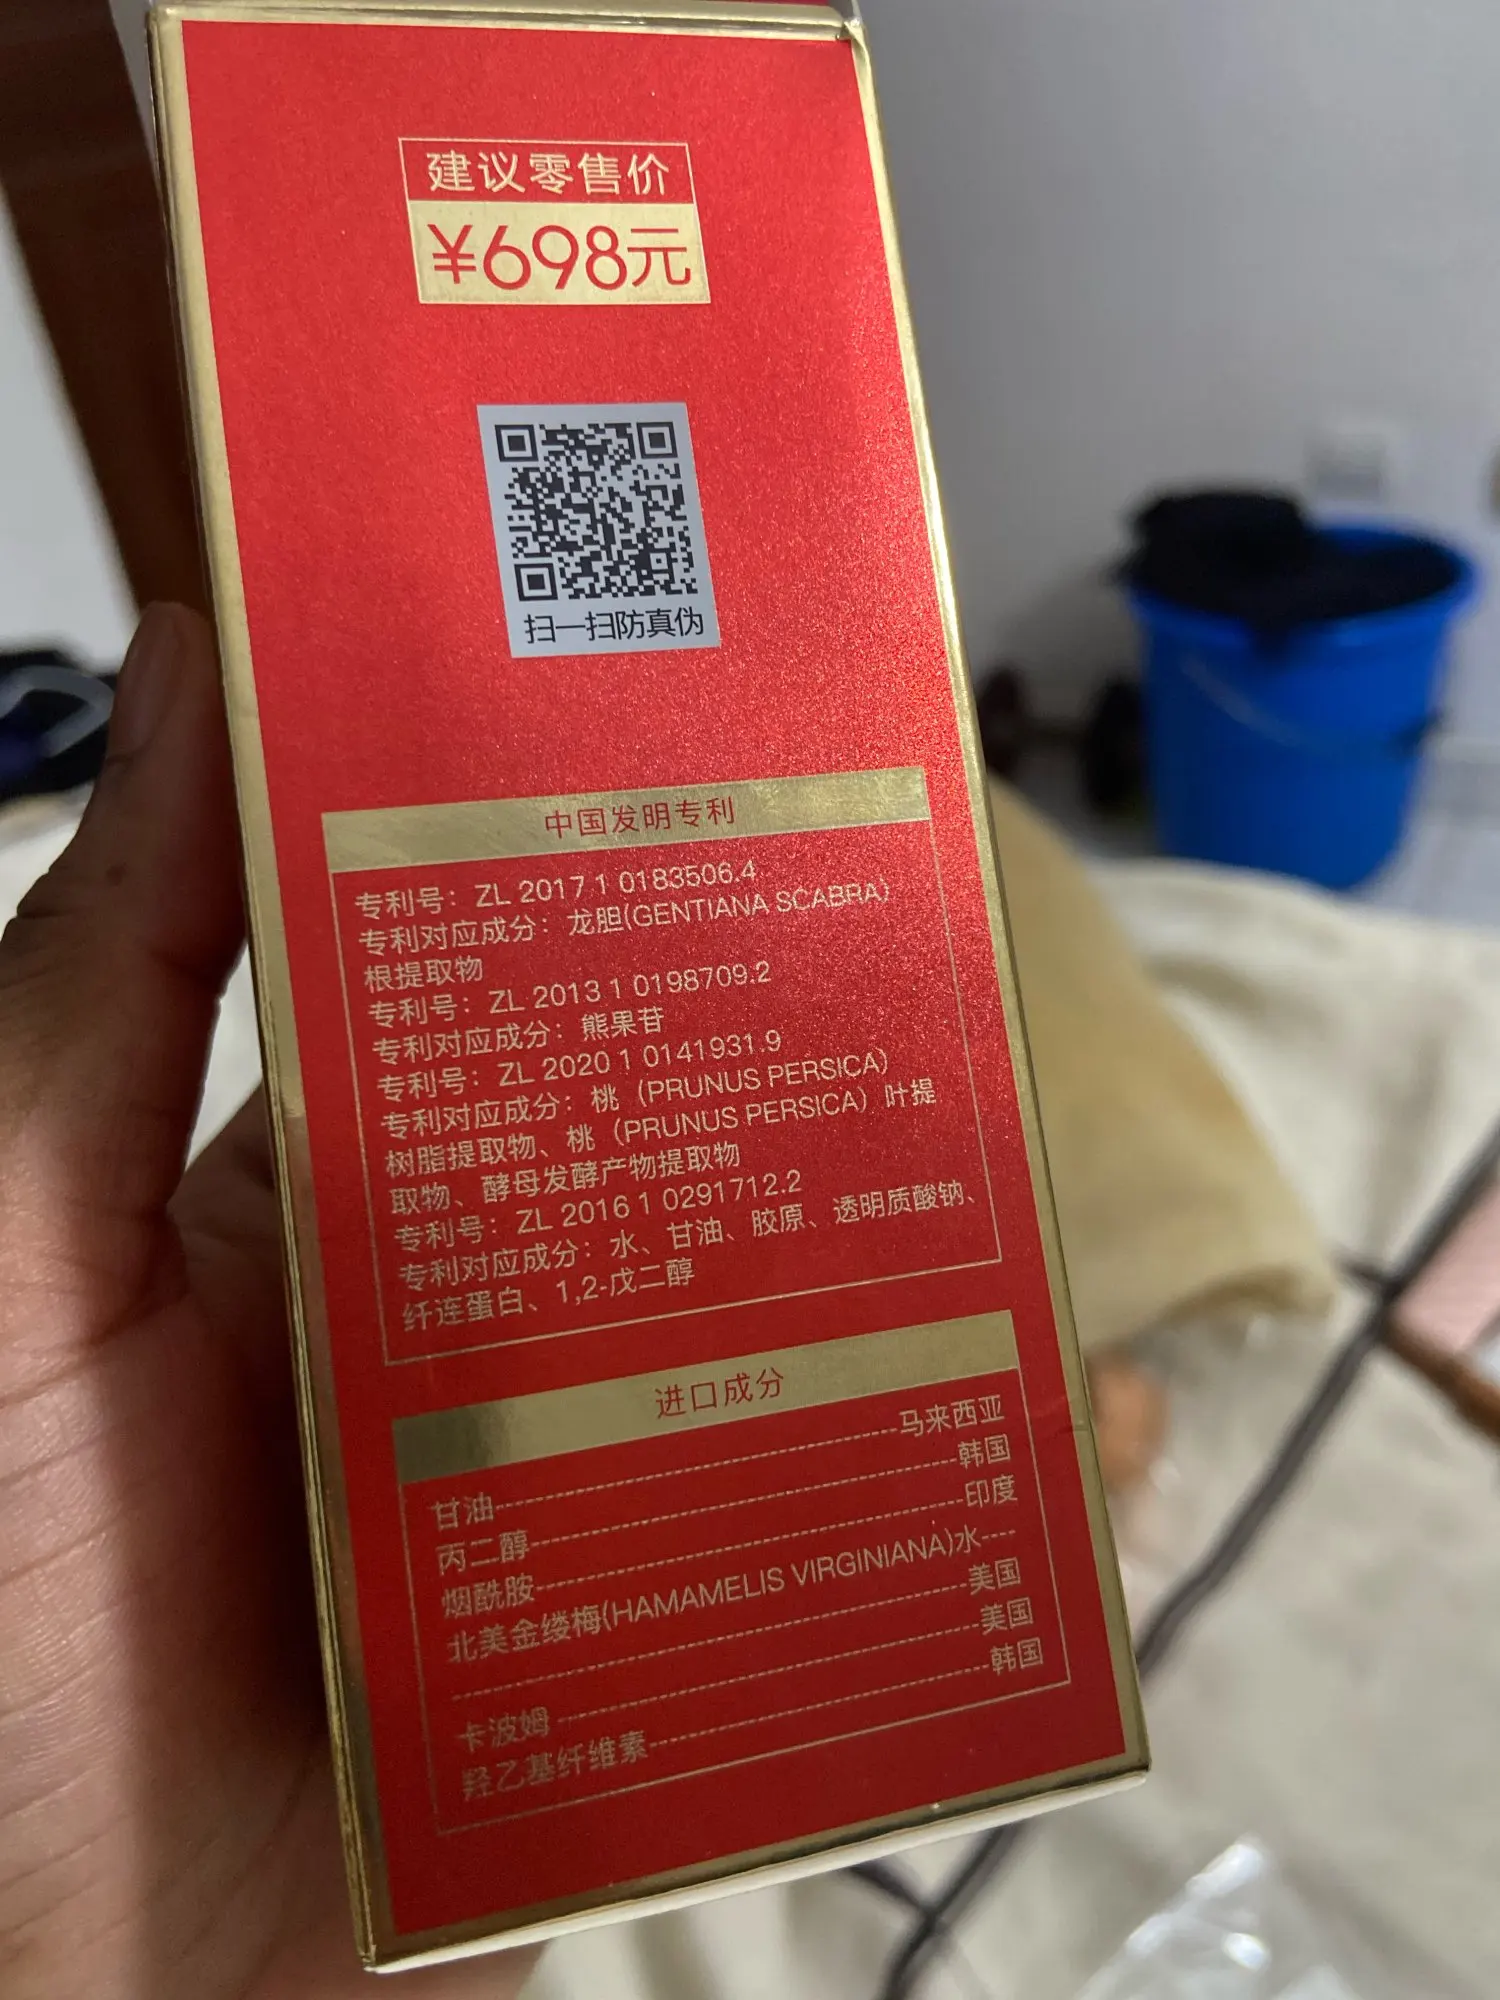 建议零售价
¥698元
扫一扫防真伪
中国发明专利
专利号：ZL 2017 1 0183506.4
专利对应成分：龙胆(GENTIANA SCABRA)
根提取物
专利号：ZL 2013 1 0198709.2
专利对应成分：熊果苷
专利号：ZL 2020 1 0141931.9
专利对应成分：桃（PRUNUS PERSICA）
树脂提取物、桃（PRUNUS PERSICA）叶提
取物、酵母发酵产物提取物
专利号：ZL 2016 1 0291712.2
专利对应成分：水、甘油、胶原、透明质酸钠、
纤连蛋白、1,2-戊二醇
进口成分
甘油--------------------马来西亚
丙二醇--------------------韩国
烟酰胺--------------------印度
北美金缕梅(HAMAMELIS VIRGINIANA)水----
--------------------美国
卡波姆--------------------美国
羟乙基纤维素--------------------韩国